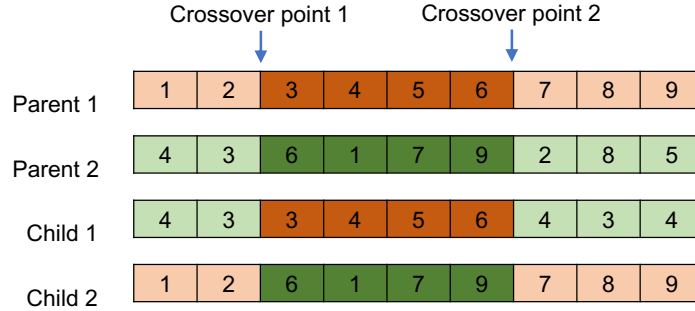 Crossover point 1 Crossover point 2
Parent 1 1 2 3 4 5 6 7 8 9
Parent 2 4 3 6 1 7 9 2 8 5
Child 1 4 3 3 4 5 6 4 3 4
Child 2 1 2 6 1 7 9 7 8 9